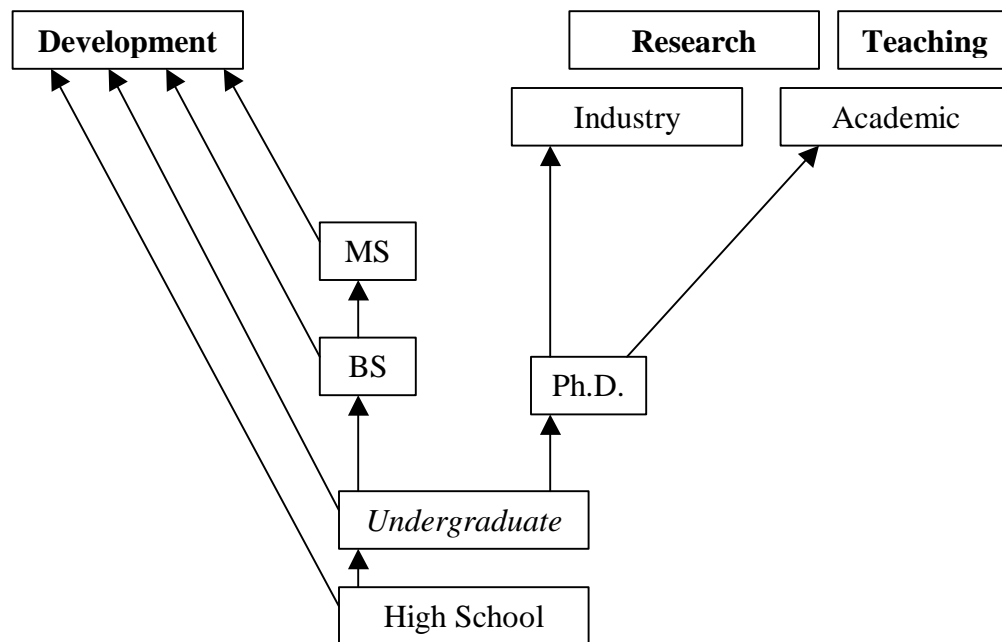 Development
Research
Teaching
Industry
Academic
MS
BS
Ph.D.
Undergraduate
High School